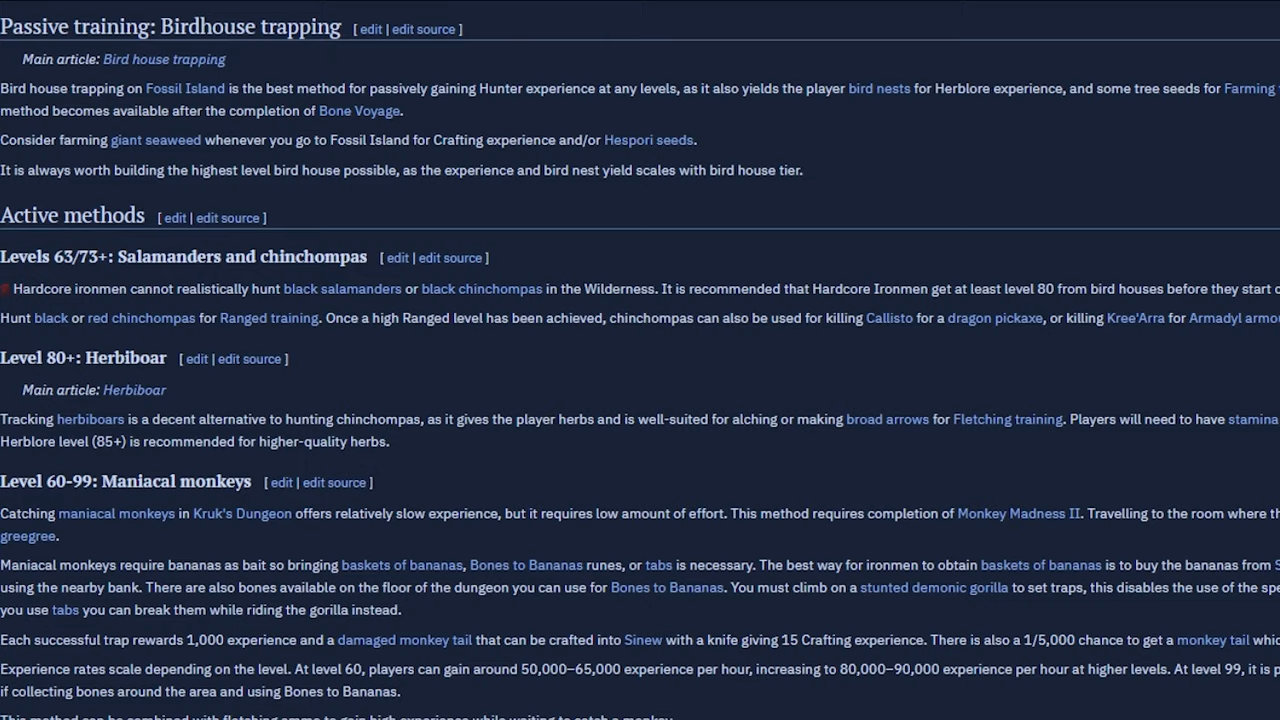 Passive training: Birdhouse trapping [ edit | edit source ]
Main article: Bird house trapping
Bird house trapping on Fossil Island is the best method for passively gaining Hunter experience at any levels, as it also yields the player bird nests for Herblore experience, and some tree seeds for Farming
method becomes available after the completion of Bone Voyage.
Consider farming giant seaweed whenever you go to Fossil Island for Crafting experience and/or Hespori seeds.
It is always worth building the highest level bird house possible, as the experience and bird nest yield scales with bird house tier.
Active methods [ edit | edit source ]
Levels 63/73+: Salamanders and chinchompas [ edit | edit source ]
Hardcore ironmen cannot realistically hunt black salamanders or black chinchompas in the Wilderness. It is recommended that Hardcore Ironmen get at least level 80 from bird houses before they start
Hunt black or red chinchompas for Ranged training. Once a high Ranged level has been achieved, chinchompas can also be used for killing Callisto for a dragon pickaxe, or killing Kree'Arra for Armadyl
Level 80+: Herbiboar [ edit | edit source ]
Main article: Herbiboar
Tracking herbiboars is a decent alternative to hunting chinchompas, as it gives the player herbs and is well-suited for alching or making broad arrows for Fletching training. Players will need to have stamina
Herblore level (85+) is recommended for higher-quality herbs.
Level 60-99: Maniacal monkeys [ edit | edit source ]
Catching maniacal monkeys in Kruk's Dungeon offers relatively slow experience, but it requires low amount of effort. This method requires completion of Monkey Madness II. Travelling to the room where
greegree.
Maniacal monkeys require bananas as bait so bringing baskets of bananas, Bones to Bananas runes, or tabs is necessary. The best way for ironmen to obtain baskets of bananas is to buy the bananas from
using the nearby bank. There are also bones available on the floor of the dungeon you can use for Bones to Bananas. You must climb on a stunted demonic gorilla to set traps, this disables the use of the
you use tabs you can break them while riding the gorilla instead.
Each successful trap rewards 1,000 experience and a damaged monkey tail that can be crafted into Sinew with a knife giving 15 Crafting experience. There is also a 1/5,000 chance to get a monkey tail
Experience rates scale depending on the level. At level 60, players can gain around 50,000–65,000 experience per hour, increasing to 80,000–90,000 experience per hour at higher levels. At level 99, it is
if collecting bones around the area and using Bones to Bananas.
This method can be combined with fletching ammo to gain high experience while waiting to catch a monkey.